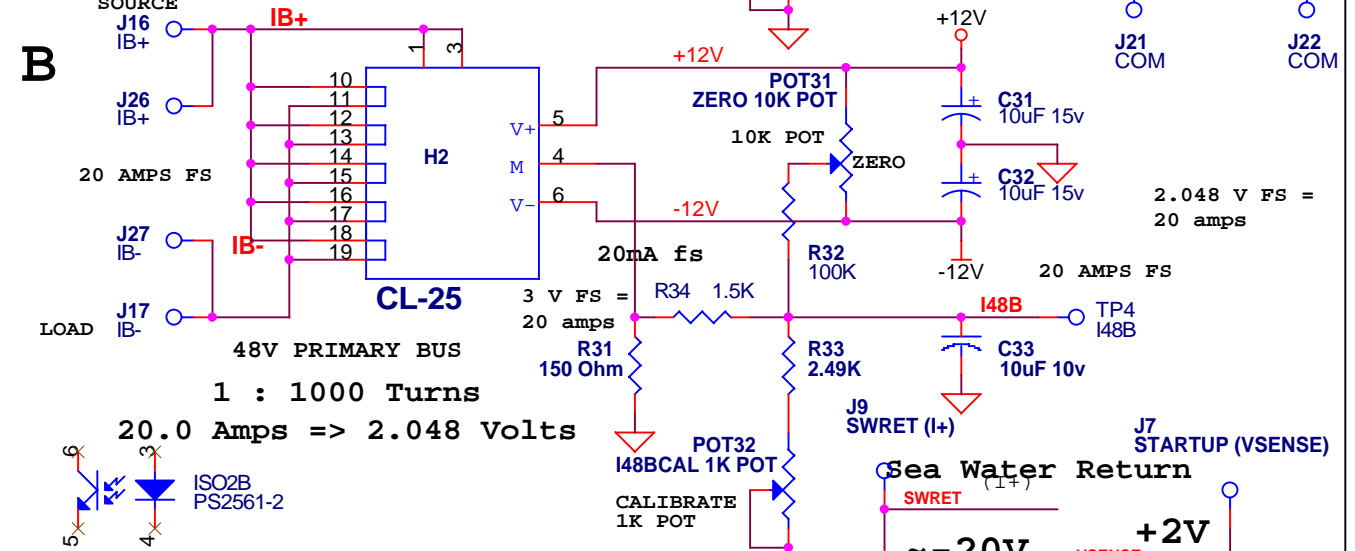 SOURCE
J16
IB+
IB+
B
J26
IB+
20 AMPS FS
J27
IB-
IB-
J17
LOAD
IB-
1
3
10
11
12
13
14
15
16
17
18
19
H2
V+
5
M
4
V-
6
CL-25
48V PRIMARY BUS
1 : 1000 Turns
20.0 Amps => 2.048 Volts
+12V
+12V
POT31
ZERO 10K POT
10K POT
ZERO
C31
10uF 15v
C32
10uF 15v
-12V
-12V
J21
COM
J22
COM
2.048 V FS =
20 amps
20mA fs
R32
100K
20 AMPS FS
3 V FS =
20 amps
R34 1.5K
I48B
TP4
I48B
R31
150 Ohm
R33
2.49K
C33
10uF 10v
J9
SWRET (I+)
J7
STARTUP (VSENSE)
POT32
I48BCAL 1K POT
CALIBRATE
1K POT
Sea Water Return
(I+)
SWRET
+2V
6
3
ISO2B
PS2561-2
5
4